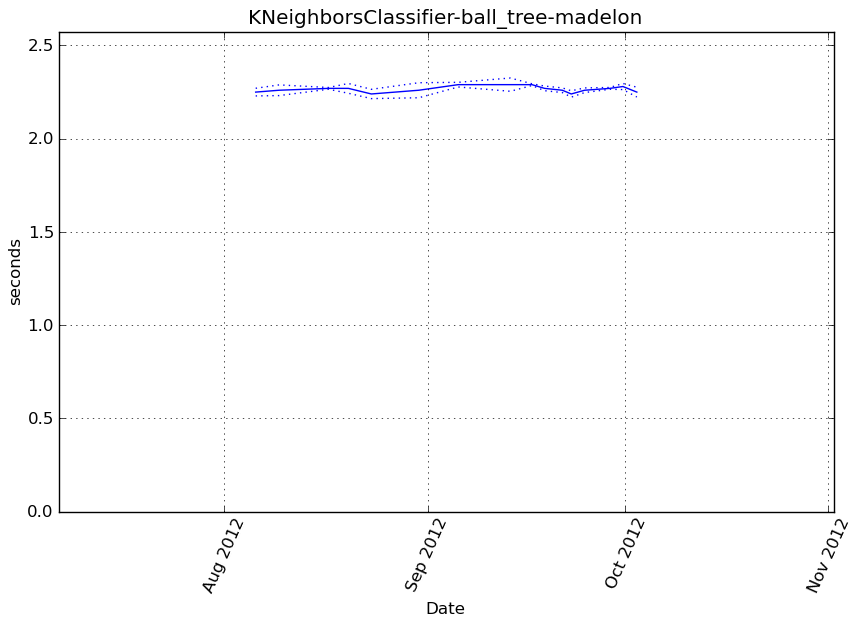 KNeighborsClassifier-ball_tree-madelon
2.5
2.0
1.5
1.0
0.5
0.0
seconds
Aug 2012
Sep 2012
Oct 2012
Nov 2012
Date